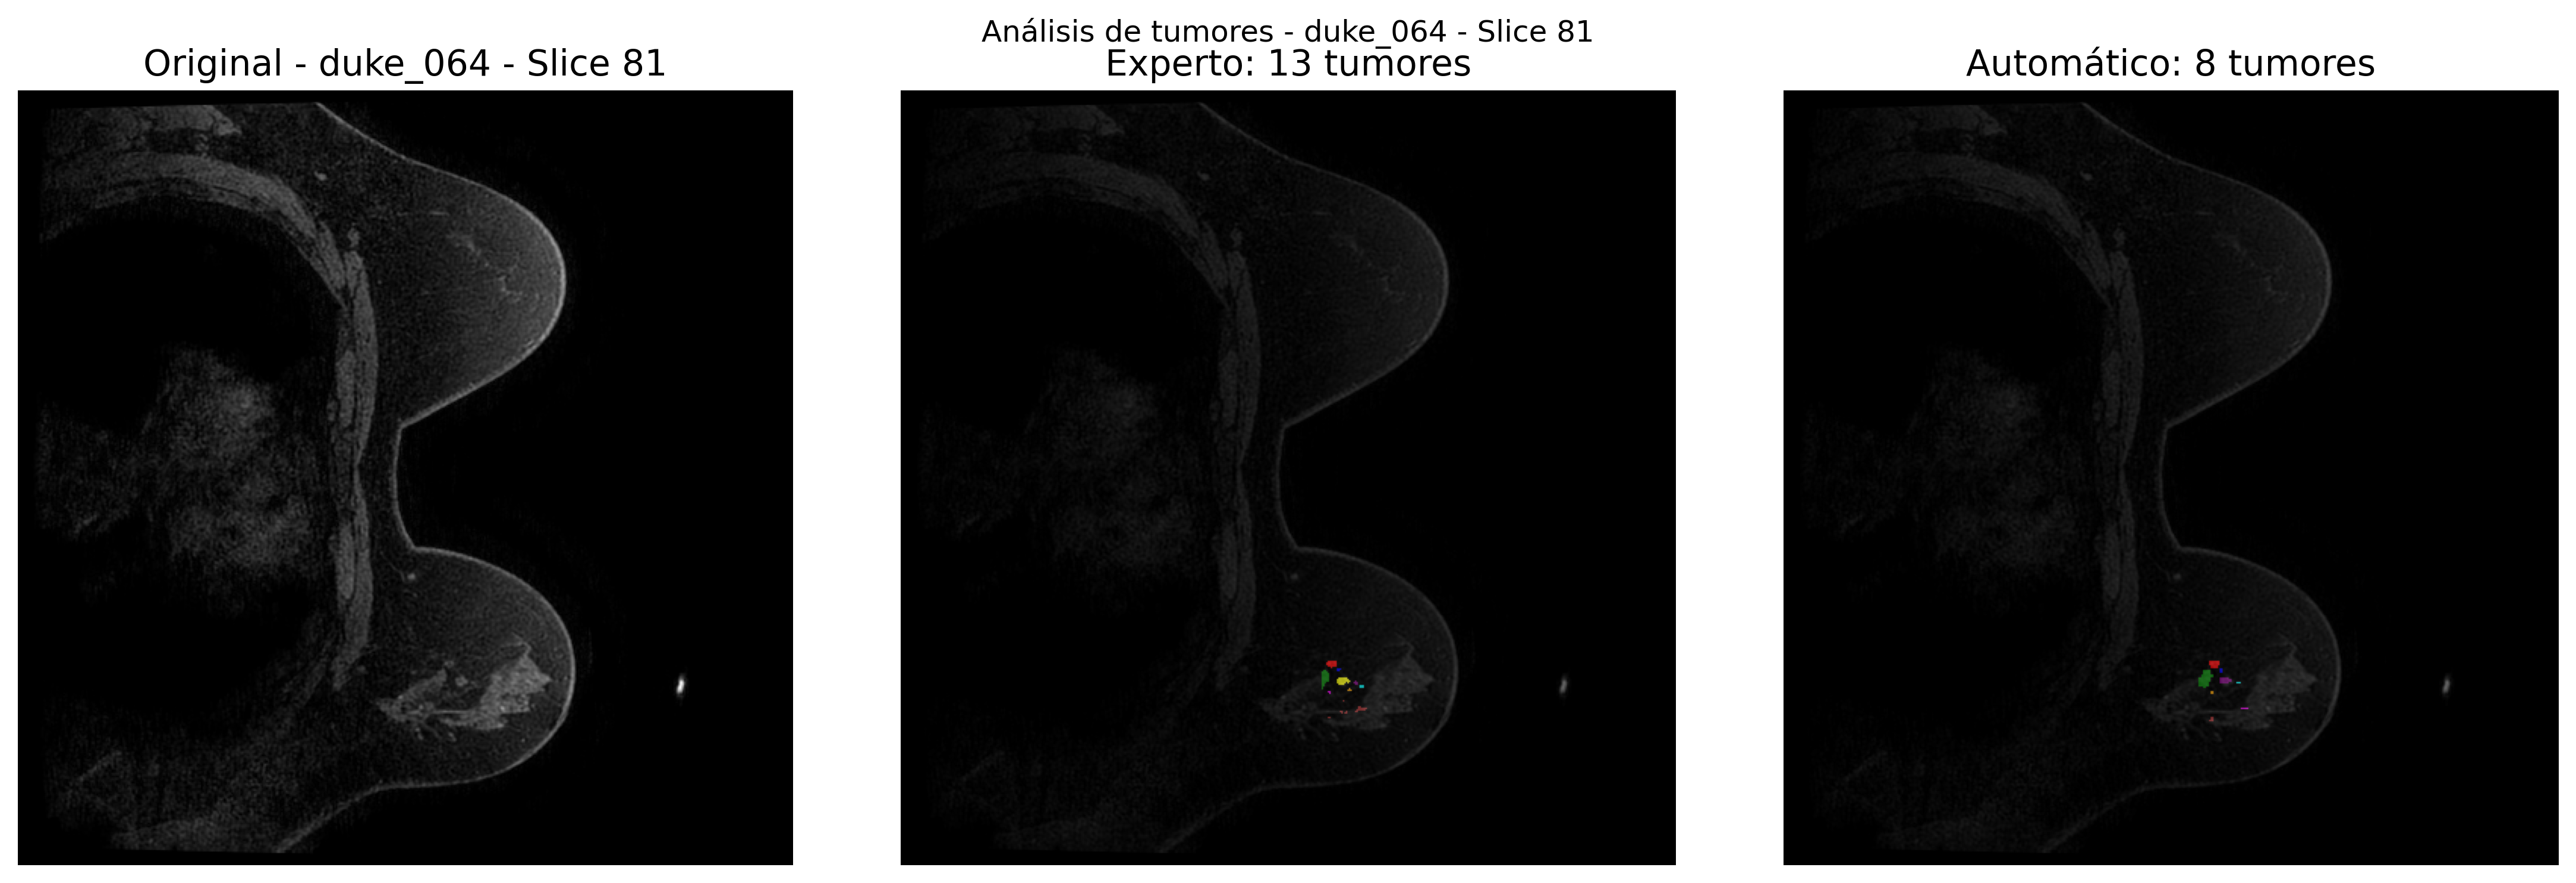 Análisis de tumores - duke_064 - Slice 81
Original - duke_064 - Slice 81
Experto: 13 tumores
Automático: 8 tumores